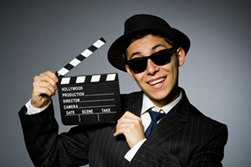 HOLLYWOOD
PRODUCTION
DIRECTOR
CAMERA
DATE SCENE TAKE